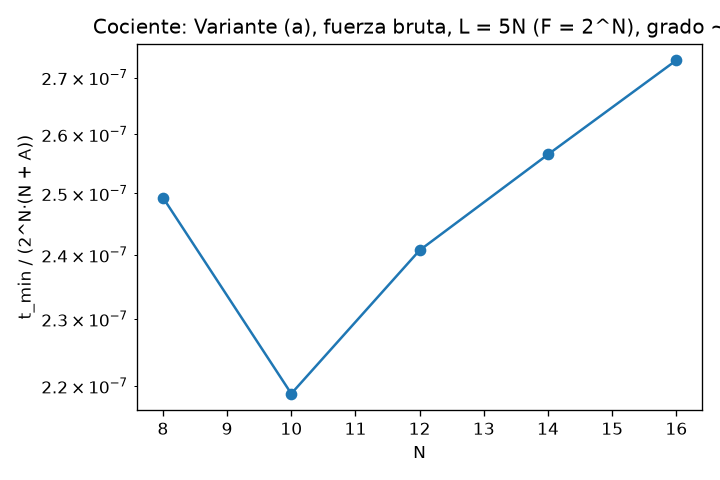 Cociente: Variante (a), fuerza bruta, L = 5N (F = 2^N), grado ~
t_min / (2^N·(N + A))
2.7 × 10⁻⁷
2.6 × 10⁻⁷
2.5 × 10⁻⁷
2.4 × 10⁻⁷
2.3 × 10⁻⁷
2.2 × 10⁻⁷
8 9 10 11 12 13 14 15 16
N